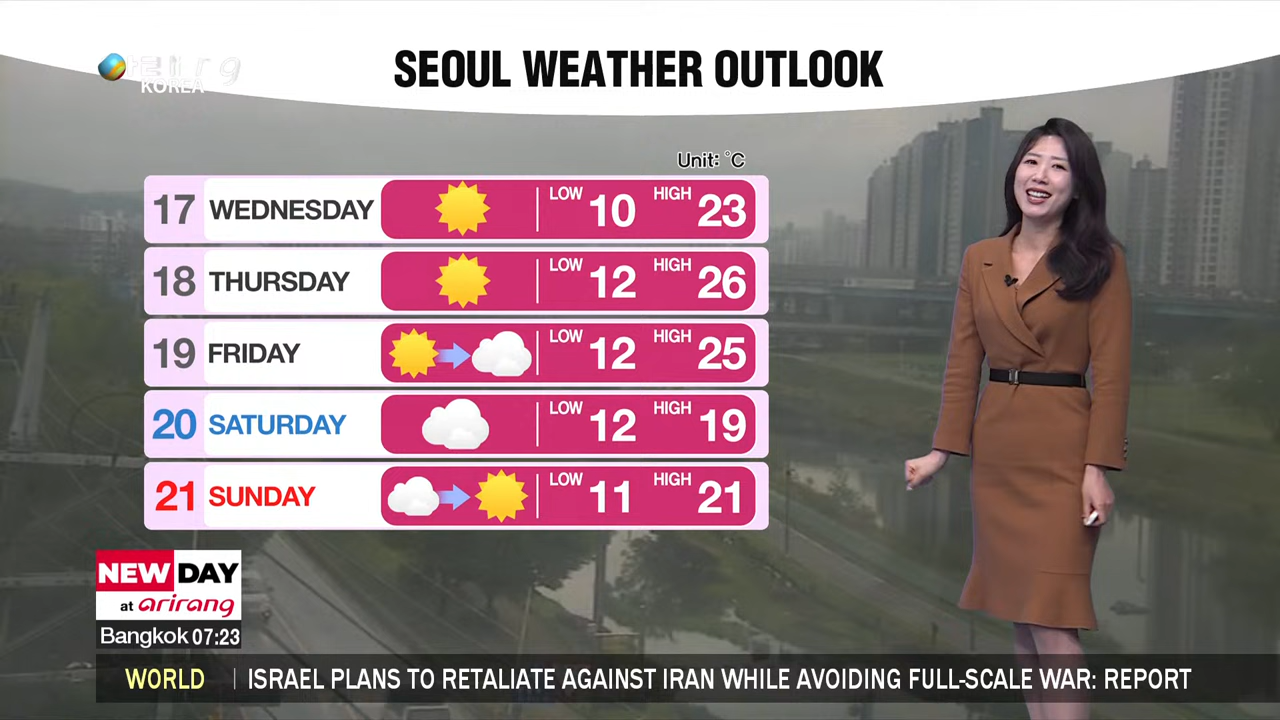 SEOUL WEATHER OUTLOOK
KOREA
Unit: °C
17 WEDNESDAY LOW 10 HIGH 23
18 THURSDAY LOW 12 HIGH 26
19 FRIDAY LOW 12 HIGH 25
20 SATURDAY LOW 12 HIGH 19
21 SUNDAY LOW 11 HIGH 21
NEW DAY
at arirang
Bangkok 07:23
WORLD ISRAEL PLANS TO RETALIATE AGAINST IRAN WHILE AVOIDING FULL-SCALE WAR: REPORT